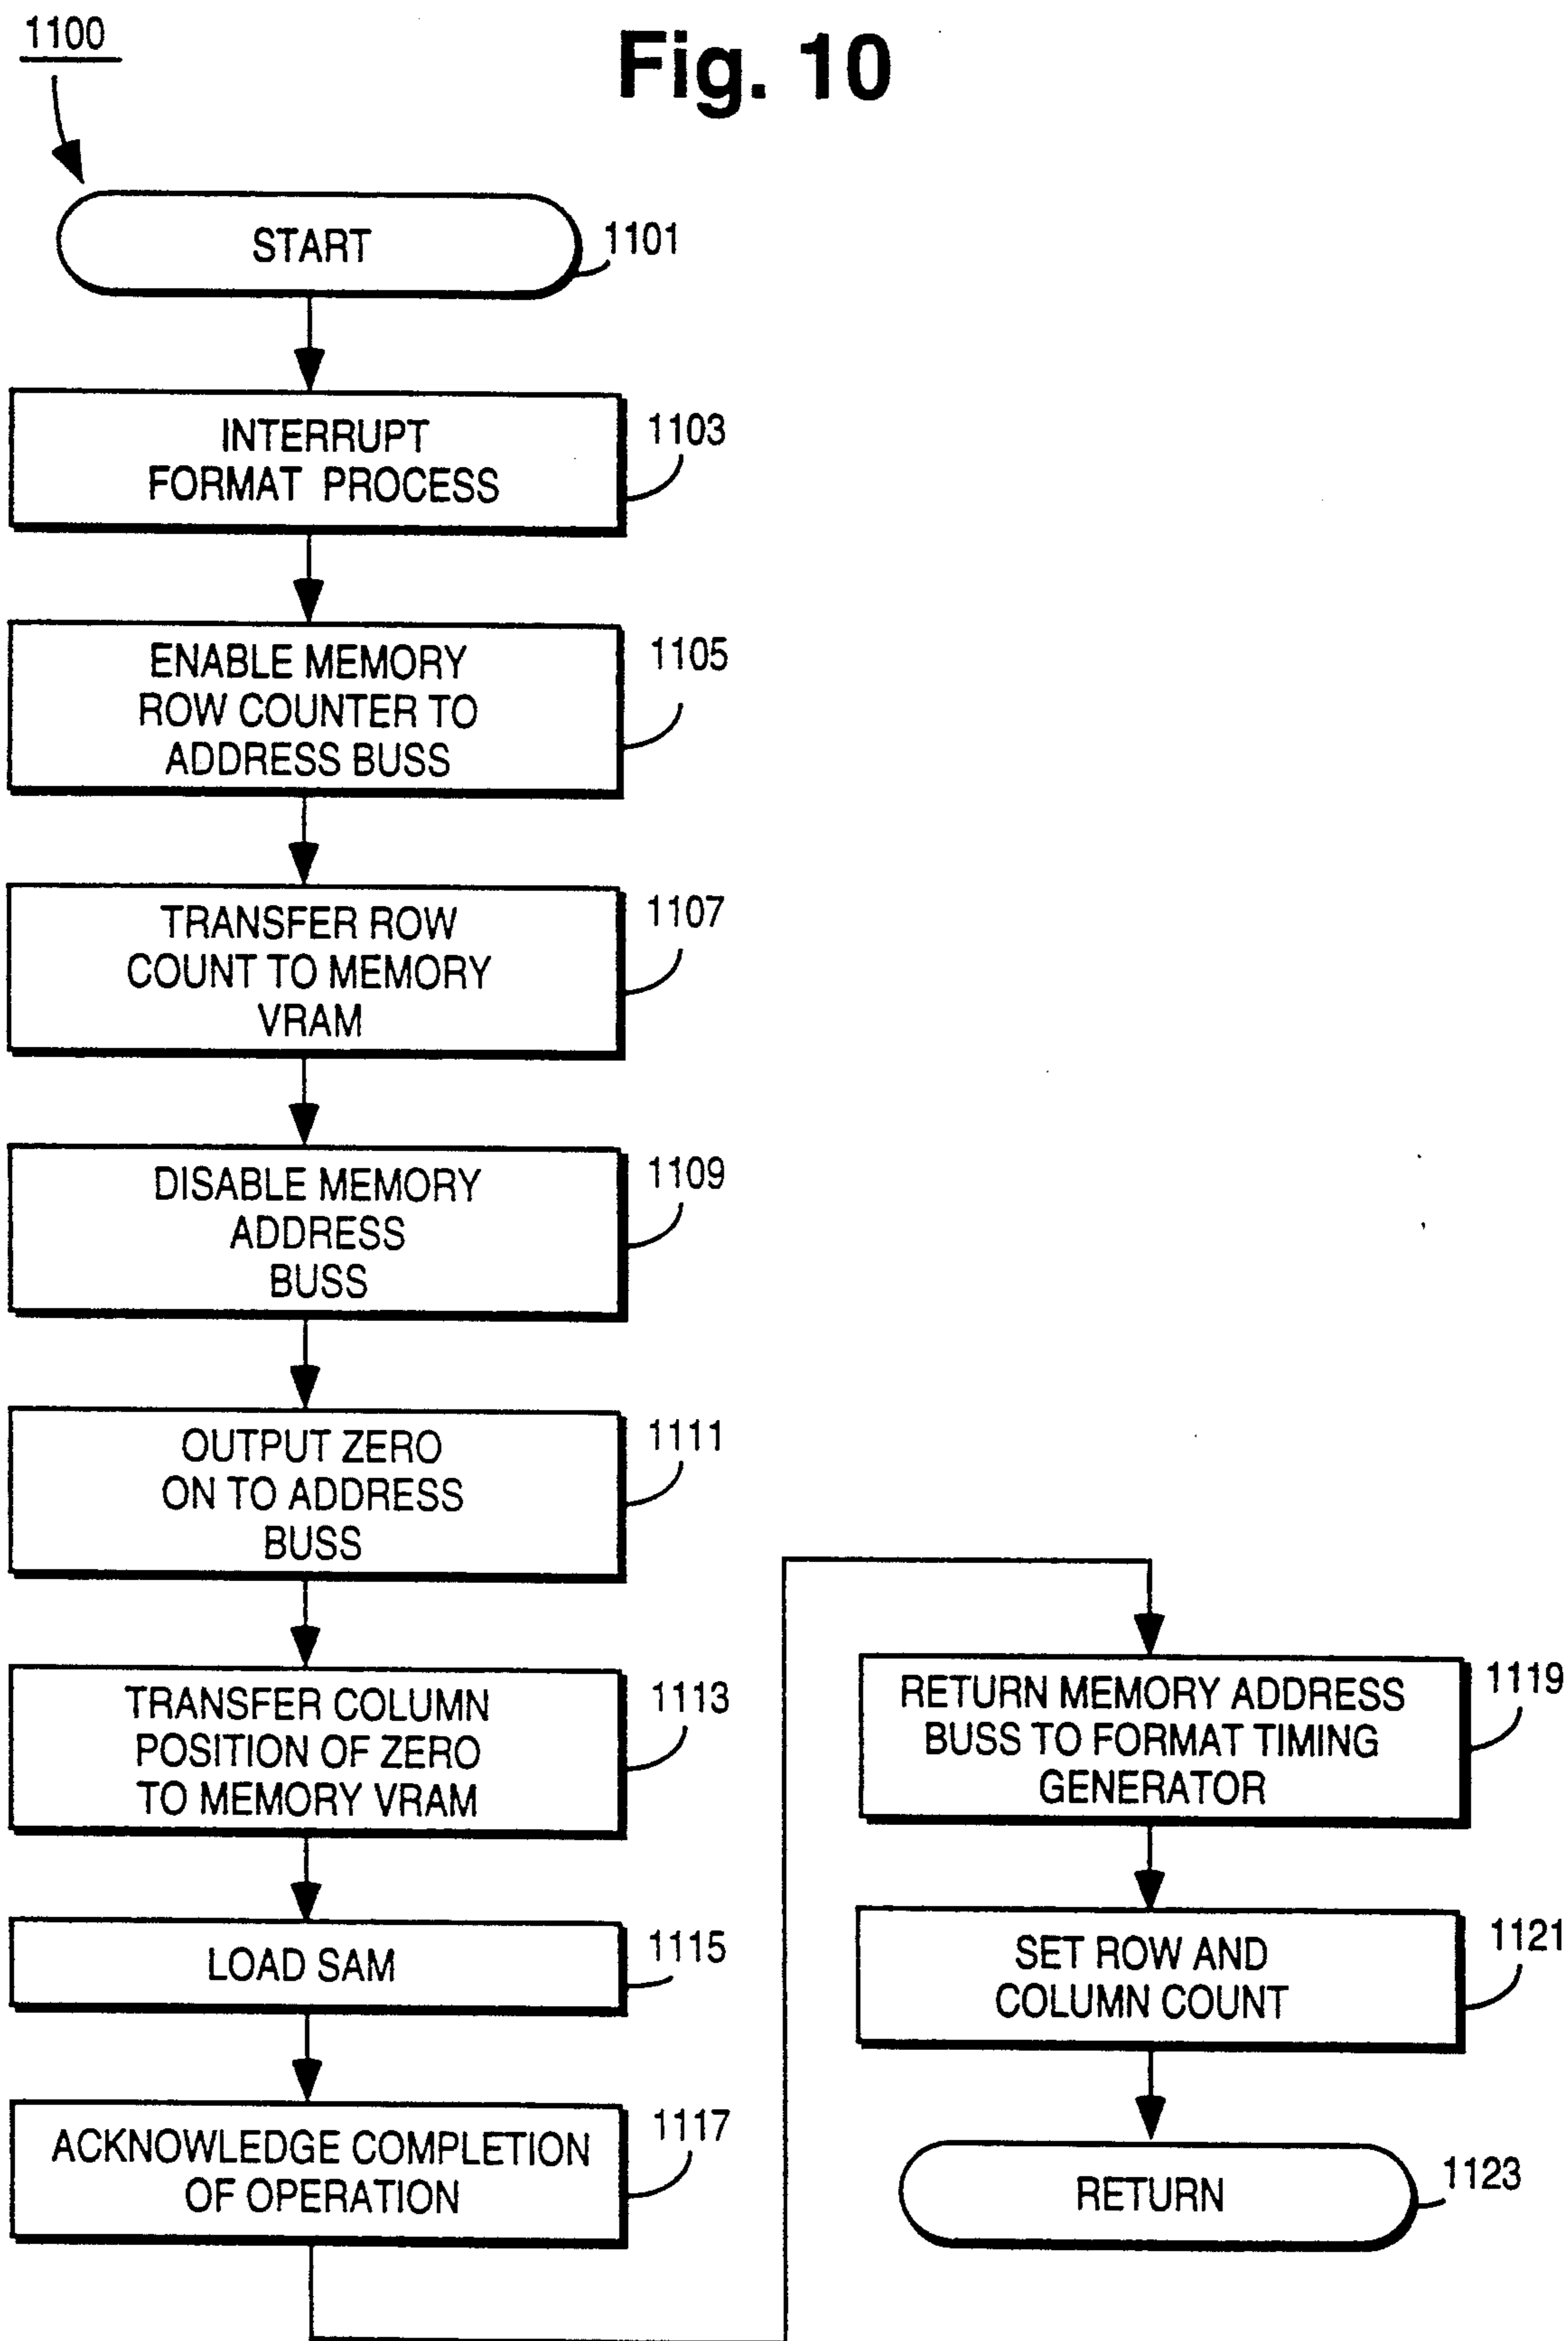 1100
Fig. 10
START
1101
INTERRUPT
FORMAT PROCESS
1103
ENABLE MEMORY
ROW COUNTER TO
ADDRESS BUSS
1105
TRANSFER ROW
COUNT TO MEMORY
VRAM
1107
DISABLE MEMORY
ADDRESS
BUSS
1109
OUTPUT ZERO
ON TO ADDRESS
BUSS
1111
TRANSFER COLUMN
POSITION OF ZERO
TO MEMORY VRAM
1113
LOAD SAM
1115
ACKNOWLEDGE COMPLETION
OF OPERATION
1117
RETURN MEMORY ADDRESS
BUSS TO FORMAT TIMING
GENERATOR
1119
SET ROW AND
COLUMN COUNT
1121
RETURN
1123